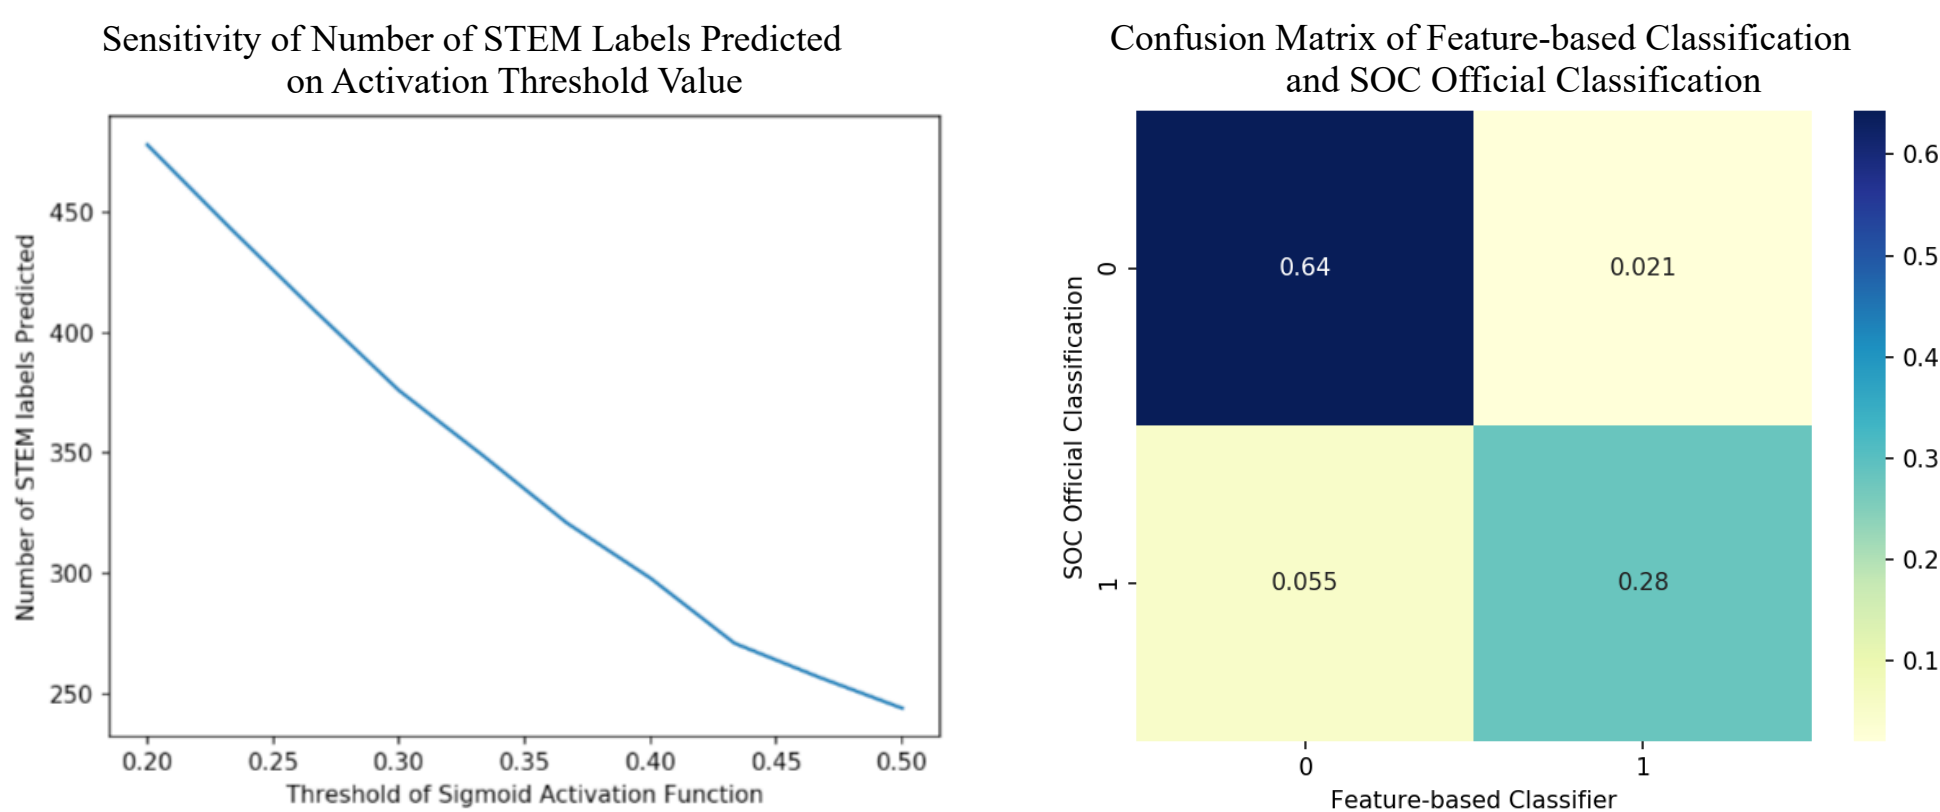 Sensitivity of Number of STEM Labels Predicted
on Activation Threshold Value
Number of STEM labels Predicted
450
400
350
300
250
0.20 0.25 0.30 0.35 0.40 0.45 0.50
Threshold of Sigmoid Activation Function
Confusion Matrix of Feature-based Classification
and SOC Official Classification
SOC Official Classification
0
1
0.64 0.021
0.055 0.28
0 1
Feature-based Classifier
0.6
0.5
0.4
0.3
0.2
0.1